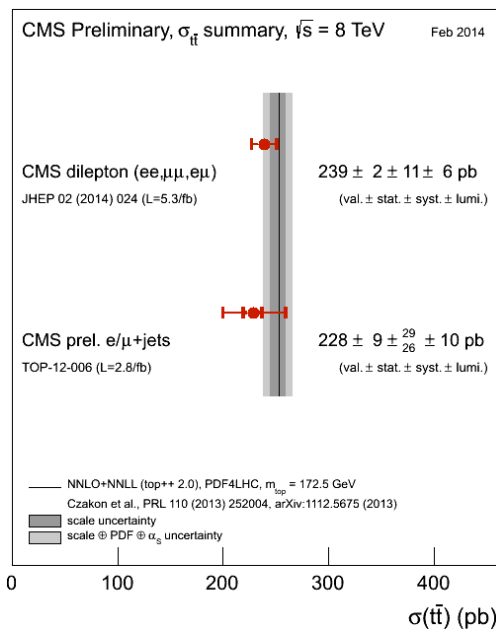 CMS Preliminary, σtt̄ summary, √s = 8 TeV Feb 2014
CMS dilepton (ee,μμ,eμ) 239 ± 2 ± 11 ± 6 pb
JHEP 02 (2014) 024 (L=5.3/fb) (val. ± stat. ± syst. ± lumi.)
CMS prel. e/μ+jets 228 ± 9 ± 29 26 ± 10 pb
TOP-12-006 (L=2.8/fb) (val. ± stat. ± syst. ± lumi.)
NNLO+NNLL (top++ 2.0), PDF4LHC, mtop = 172.5 GeV
Czakon et al., PRL 110 (2013) 252004, arXiv:1112.5675 (2013)
scale uncertainty
scale ⊕ PDF ⊕ αS uncertainty
0 100 200 300 400
σ(tt̄) (pb)